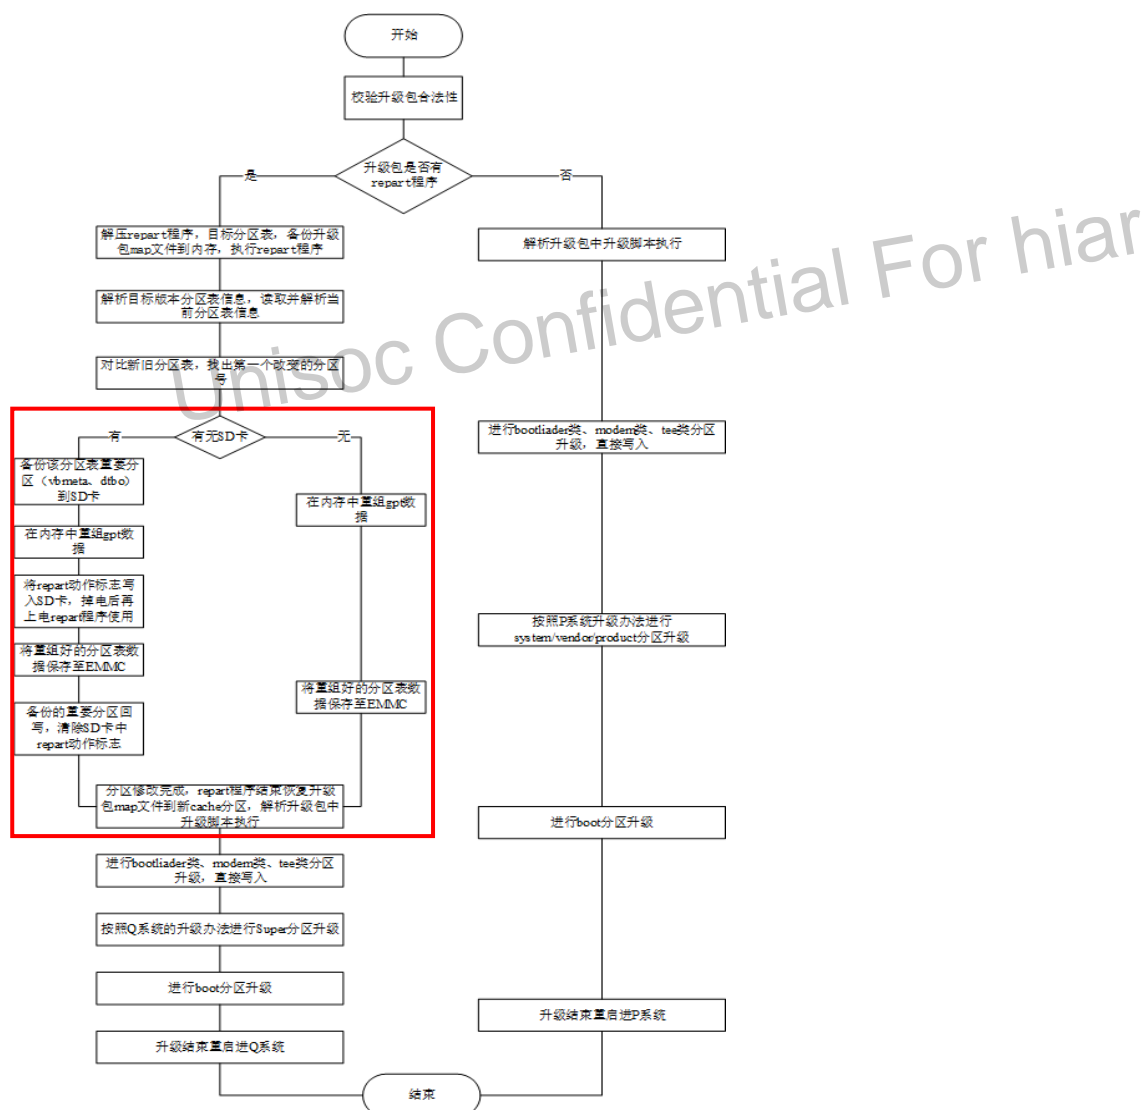 开始
校验升级包合法性
升级包是否有
repart程序
是
否
解压repart程序，目标分区表，备份升级
包map文件到内存，执行repart程序
解析目标版本分区表信息，读取并解析当
前分区表信息
对比新旧分区表，找出第一个改变的分区
号
有无SD卡
有
无
备份该分区表重要分
区（vbmeta、dtbo）
到SD卡
在内存中重组gpt数
据
将repart动作标志写
入SD卡，掉电后再
上电repart程序使用
将重组好的分区表数
据保存至EMMC
备份的重要分区回
写，清除SD卡中
repart动作标志
在内存中重组gpt数
据
将重组好的分区表数
据保存至EMMC
分区修改完成，repart程序结束恢复升级
包map文件到新cache分区，解析升级包中
升级脚本执行
进行bootliader类、modem类、tee类分区
升级，直接写入
按照Q系统的升级办法进行Super分区升级
进行boot分区升级
升级结束重启进Q系统
解析升级包中升级脚本执行
进行bootliader类、modem类、tee类分区
升级，直接写入
按照P系统升级办法进行
system/vendor/product分区升级
进行boot分区升级
升级结束重启进P系统
结束
Unisoc Confidential For hiar